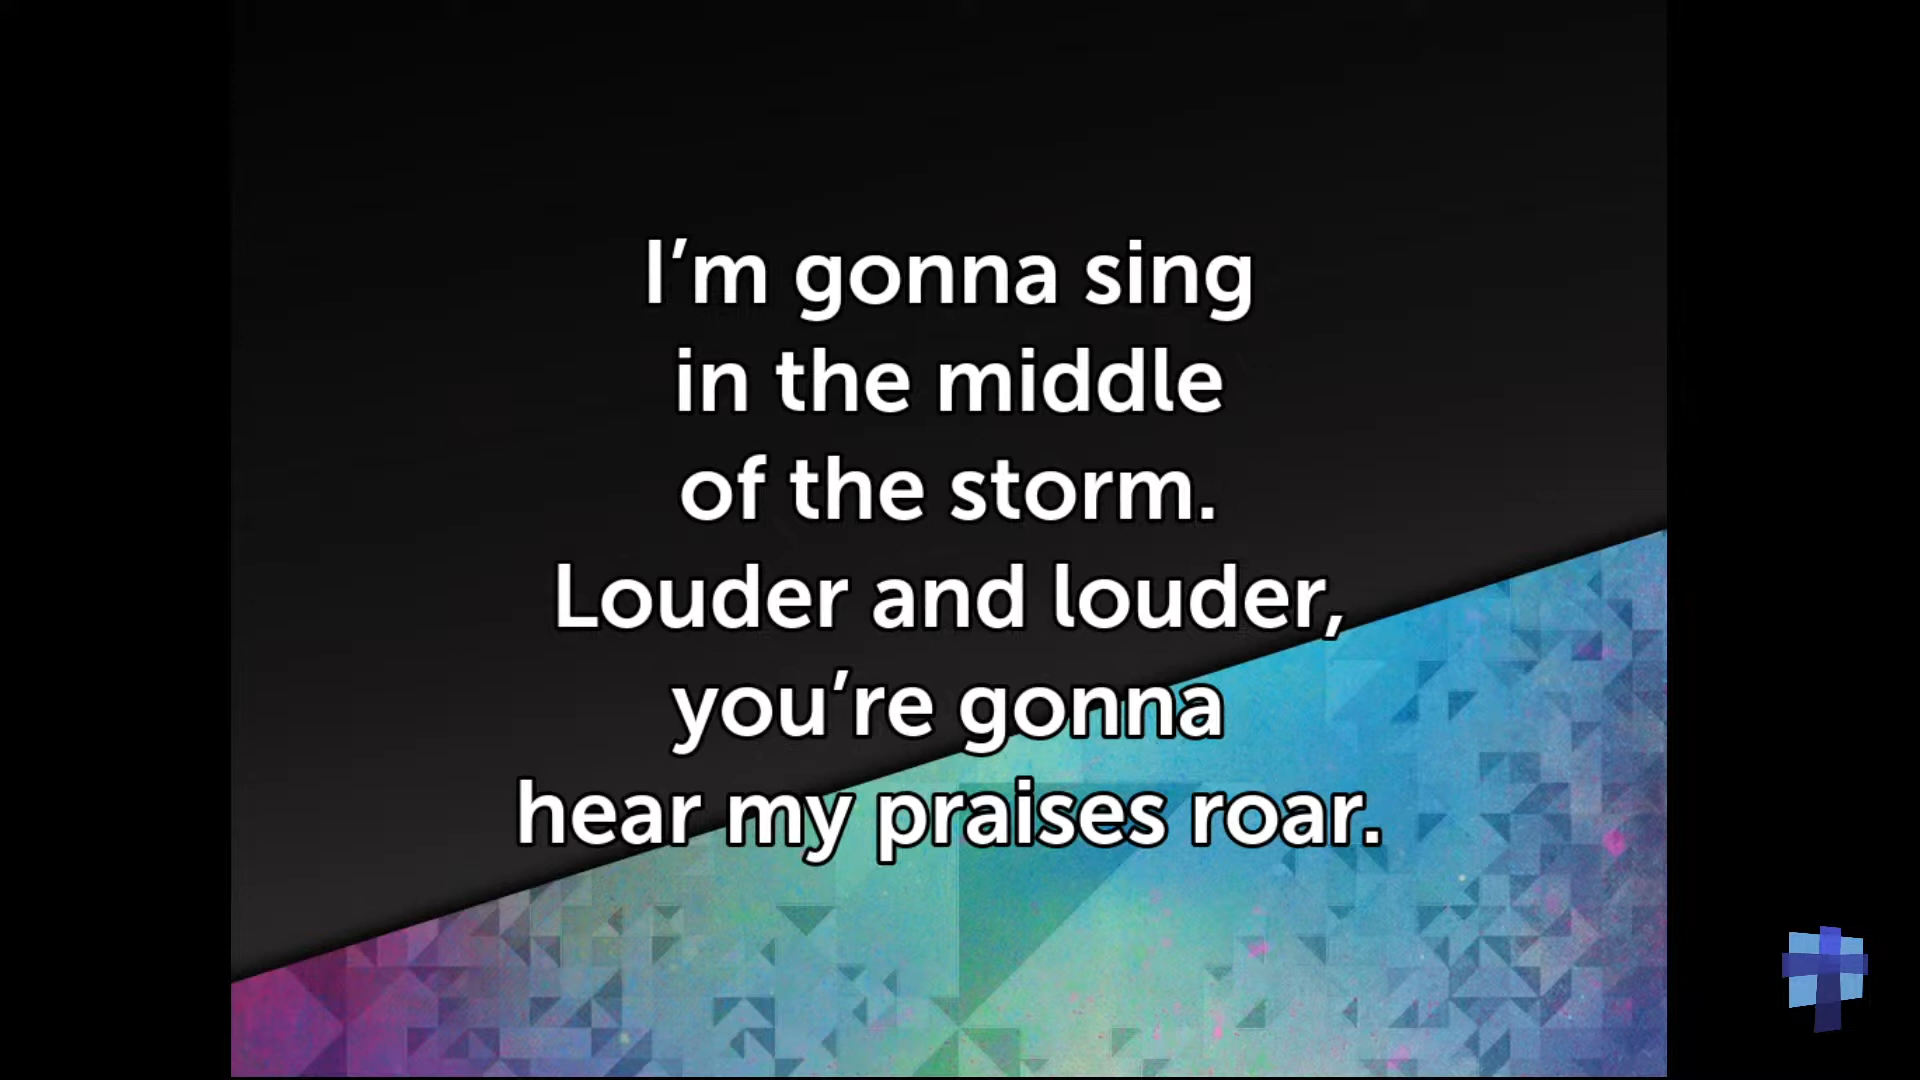 I’m gonna sing
in the middle
of the storm.
Louder and louder,
you’re gonna
hear my praises roar.